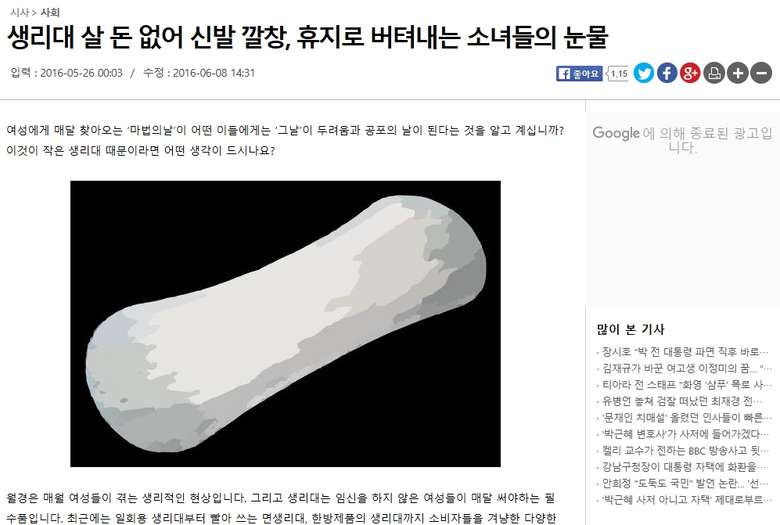 시사 > 사회
생리대 살 돈 없어 신발 깔창, 휴지로 버텨내는 소녀들의 눈물
입력 : 2016-05-26 00:03 / 수정 : 2016-06-08 14:31
좋아요 1,15
여성에게 매달 찾아오는 '마법의날'이 어떤 이들에게는 '그날'이 두려움과 공포의 날이 된다는 것을 알고 계십니까?
이것이 작은 생리대 때문이라면 어떤 생각이 드시나요?
Google 에 의해 종료된 광고입
니다.
많이 본 기사
· 장시호 "박 전 대통령 파면 직후 바로…
· 김재규가 바꾼 여고생 이정미의 꿈... "…
· 티아라 전 스태프 "화영 '샴푸' 폭로 사…
· 유병언 놓쳐 검찰 떠났던 최재경 전…
· '문재인 치매설' 올렸던 인사들이 빠른…
· '박근혜 변호사'가 사저에 들어가겠다…
· 켈리 교수가 전하는 BBC 방송사고 뒷…
· 강남구청장이 대통령 자택에 화환을…
· 안희정 "도둑도 국민" 발언 논란... '선…
· '박근혜 사저 아니고 자택' 제대로부르…
월경은 매월 여성들이 겪는 생리적인 현상입니다. 그리고 생리대는 임신을 하지 않은 여성들이 매달 써야하는 필
수품입니다. 최근에는 일회용 생리대부터 빨아 쓰는 면생리대, 한방제품의 생리대까지 소비자들을 겨냥한 다양한